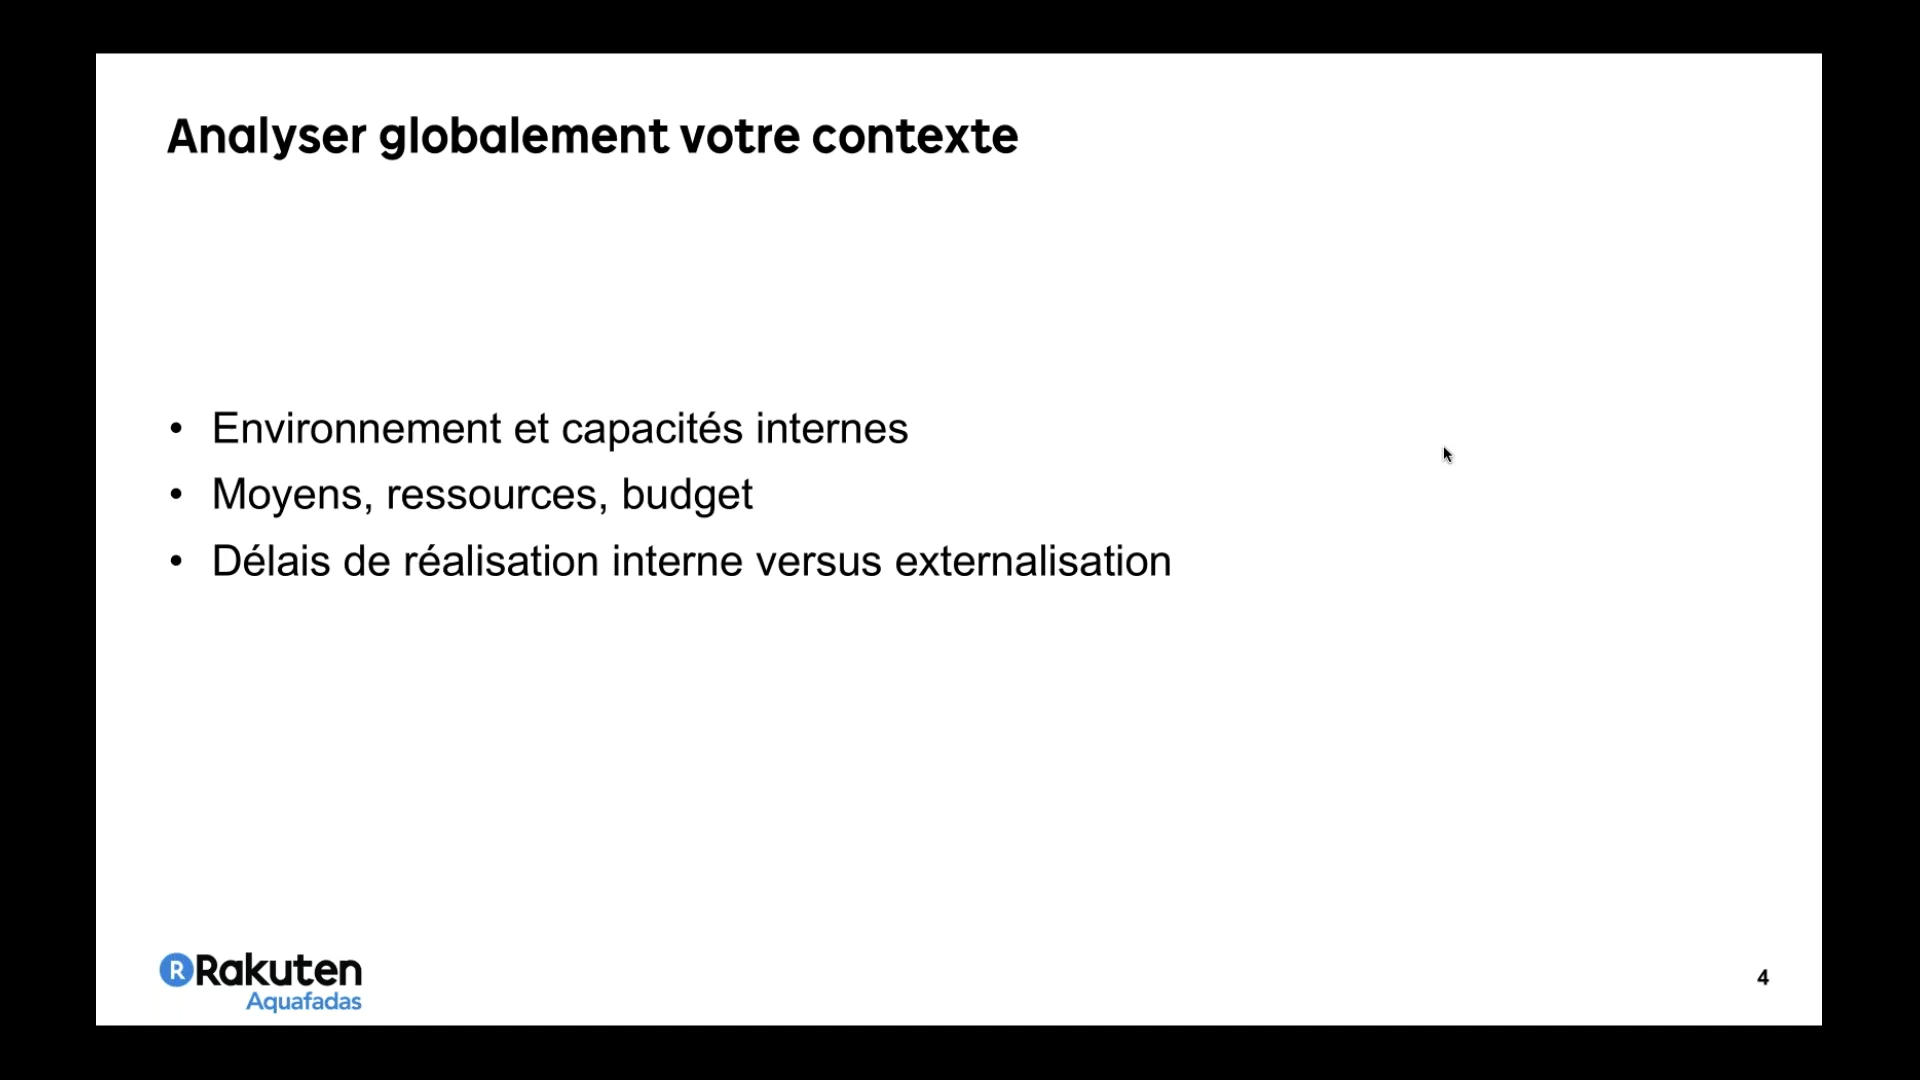 Analyser globalement votre contexte
• Environnement et capacités internes
• Moyens, ressources, budget
• Délais de réalisation interne versus externalisation
R Rakuten
Aquafadas
4